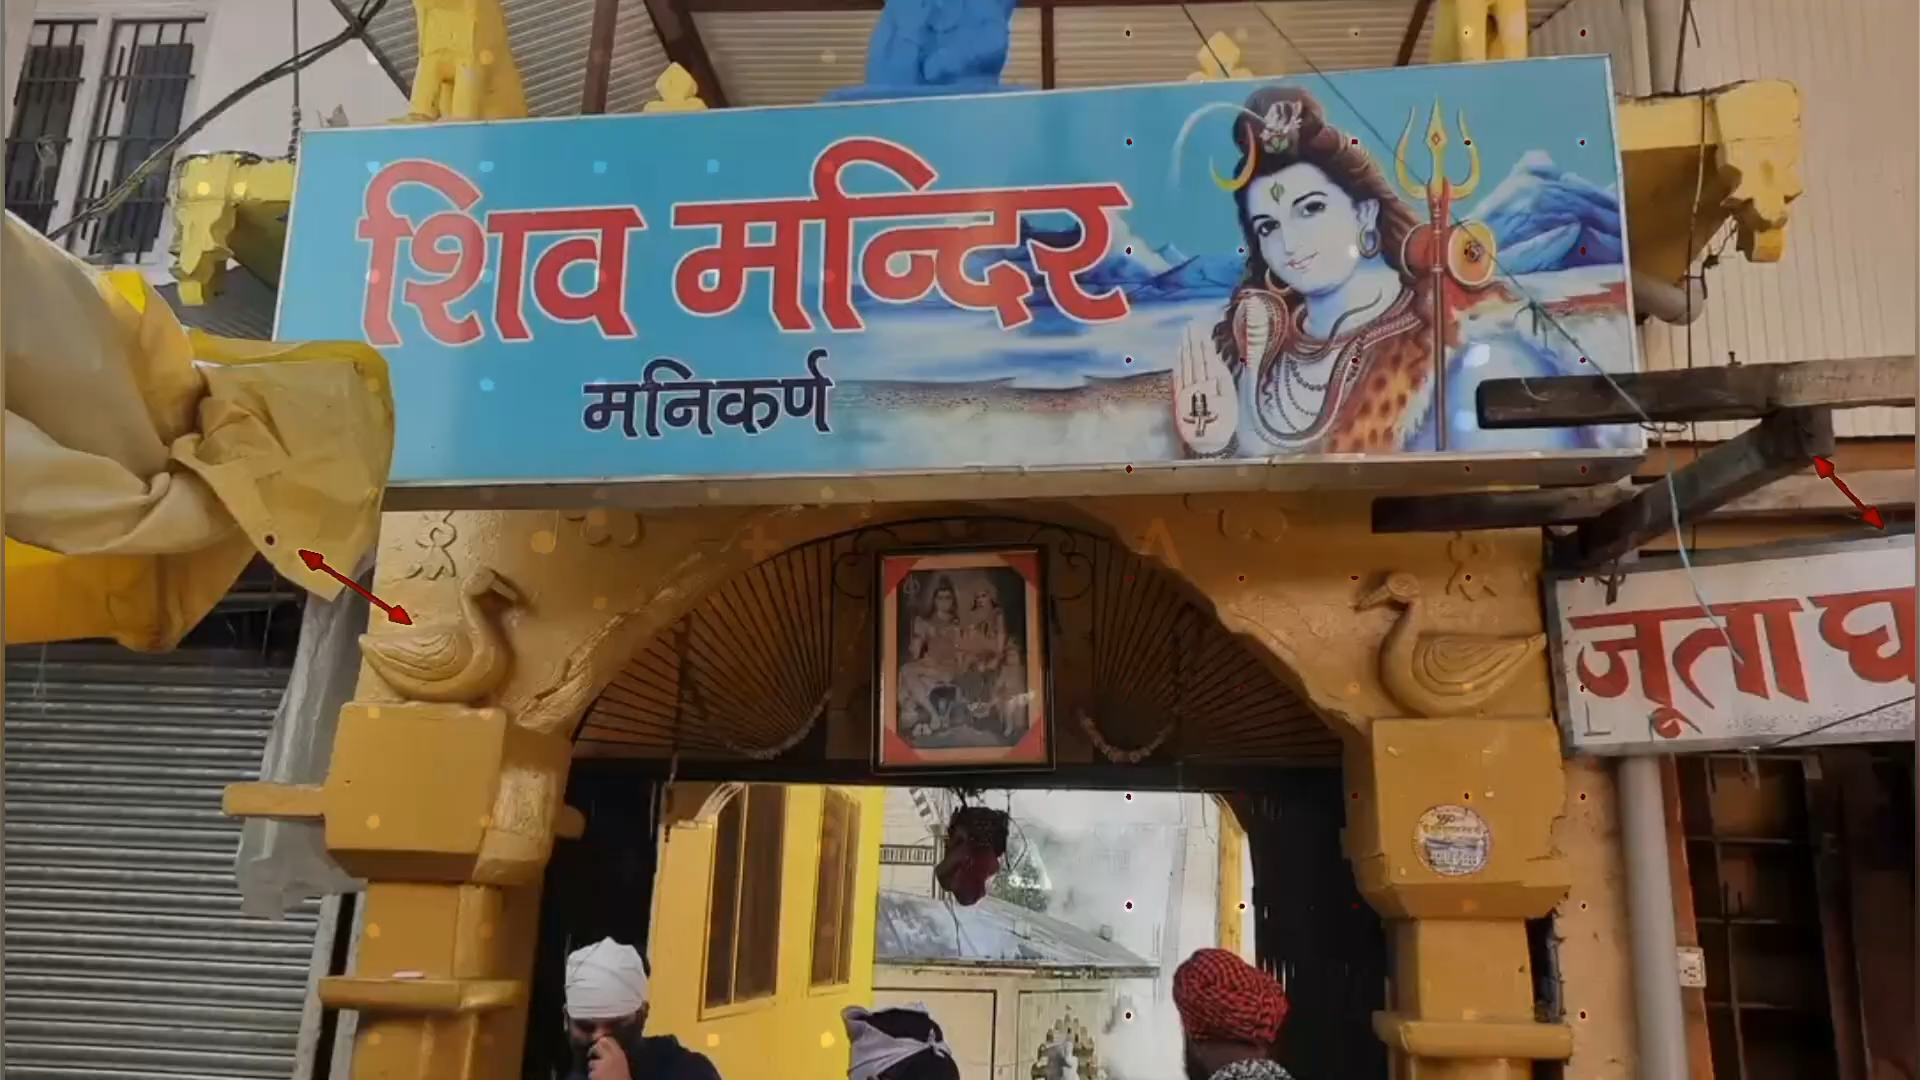 शिव मन्दिर
मनिकर्ण
जूता घ